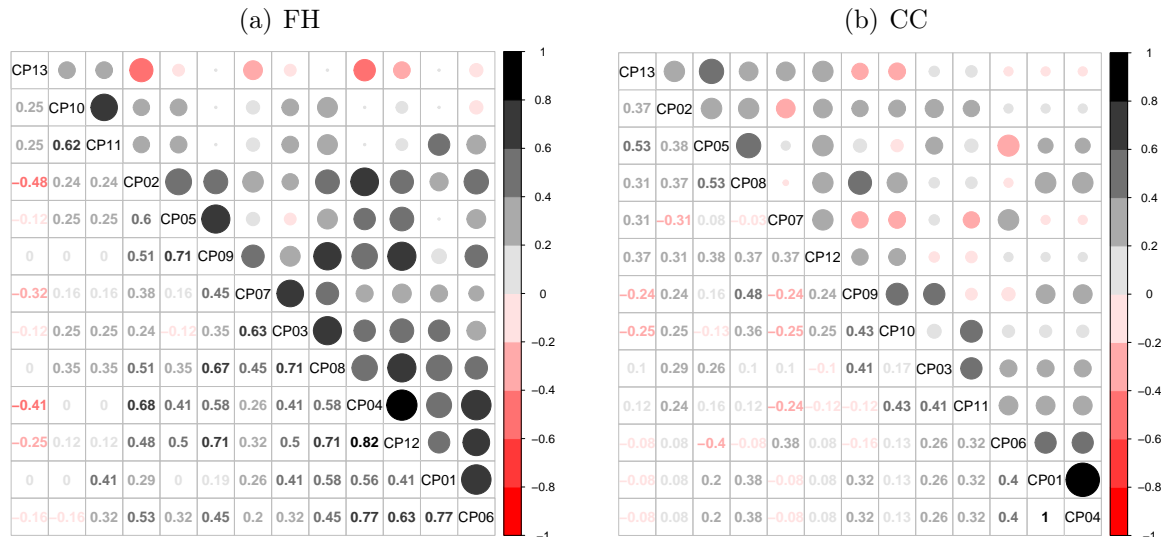 (a) FH
(b) CC
CP13
0.25 CP10
0.25 0.62 CP11
−0.48 0.24 0.24 CP02
−0.12 0.25 0.25 0.6 CP05
0 0 0 0.51 0.71 CP09
−0.32 0.16 0.16 0.38 0.16 0.45 CP07
−0.12 0.25 0.25 0.24 −0.12 0.35 0.63 CP03
0 0.35 0.35 0.51 0.35 0.67 0.45 0.71 CP08
−0.41 0 0 0.68 0.41 0.58 0.26 0.41 0.58 CP04
−0.25 0.12 0.12 0.48 0.5 0.71 0.32 0.5 0.71 0.82 CP12
0 0 0.41 0.29 0 0.19 0.26 0.41 0.58 0.56 0.41 CP01
−0.16 −0.16 0.32 0.53 0.32 0.45 0.2 0.32 0.45 0.77 0.63 0.77 CP06
1
0.8
0.6
0.4
0.2
0
−0.2
−0.4
−0.6
−0.8
−1
CP13
0.37 CP02
0.53 0.38 CP05
0.31 0.37 0.53 CP08
0.31 −0.31 0.08 −0.03 CP07
0.37 0.31 0.38 0.37 0.37 CP12
−0.24 0.24 0.16 0.48 −0.24 0.24 CP09
−0.25 0.25 −0.13 0.36 −0.25 0.25 0.43 CP10
0.1 0.29 0.26 0.1 0.1 −0.1 0.41 0.17 CP03
0.12 0.24 0.16 0.12 −0.24 −0.12 −0.12 0.43 0.41 CP11
−0.08 0.08 −0.4 −0.08 0.38 0.08 −0.16 0.13 0.26 0.32 CP06
−0.08 0.08 0.2 0.38 −0.08 0.08 0.32 0.13 0.26 0.32 0.4 CP01
−0.08 0.08 0.2 0.38 −0.08 0.08 0.32 0.13 0.26 0.32 0.4 1 CP04
1
0.8
0.6
0.4
0.2
0
−0.2
−0.4
−0.6
−0.8
−1